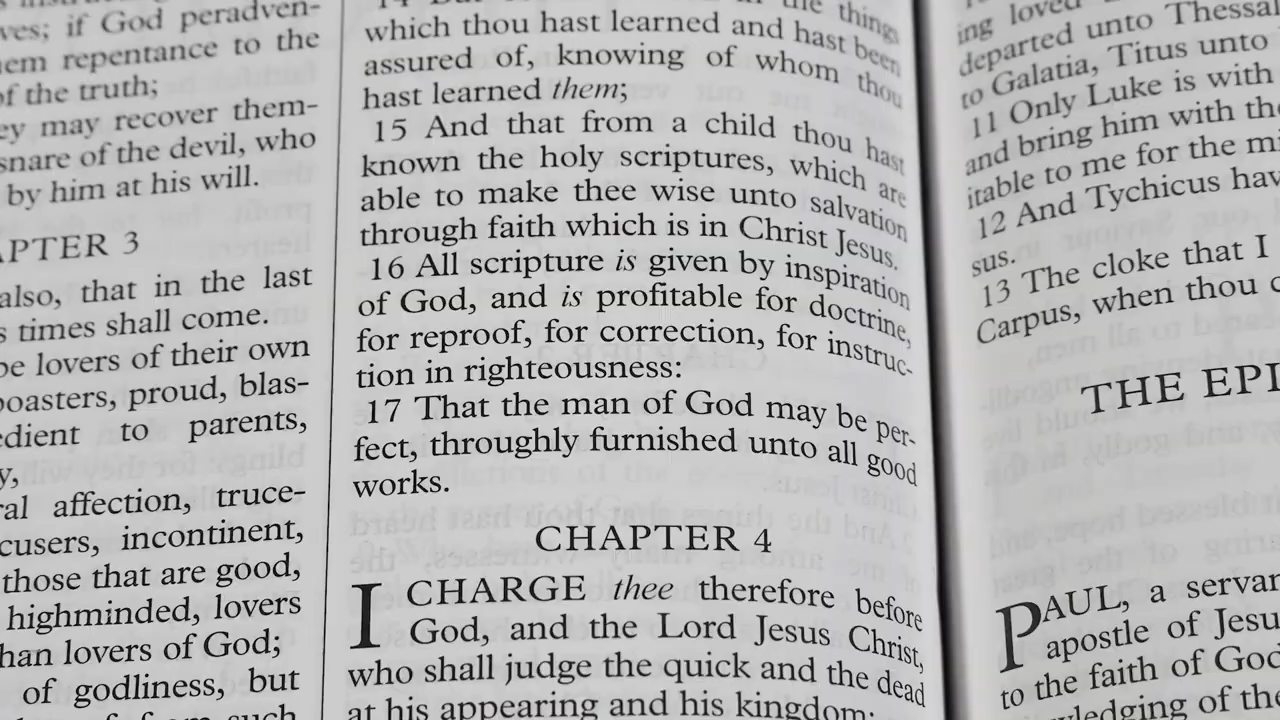 ves; if God peradven-
em repentance to the
of the truth;
ey may recover them-
snare of the devil, who
by him at his will.
APTER 3
also, that in the last
s times shall come.
be lovers of their own
boasters, proud, blas-
edient to parents,
y,
ral affection, truce-
cusers, incontinent,
those that are good,
highminded, lovers
han lovers of God;
of godliness, but
such
the things
which thou hast learned and hast been
assured of, knowing of whom thou
hast learned them;
15 And that from a child thou hast
known the holy scriptures, which are
able to make thee wise unto salvation
through faith which is in Christ Jesus.
16 All scripture is given by inspiration
of God, and is profitable for doctrine,
for reproof, for correction, for instruc-
tion in righteousness:
17 That the man of God may be per-
fect, throughly furnished unto all good
works.
CHAPTER 4
I CHARGE thee therefore before
God, and the Lord Jesus Christ,
who shall judge the quick and the dead
at his appearing and his kingdom;
ing loved
departed unto Thessal
to Galatia, Titus unto
11 Only Luke is with
and bring him with the
itable to me for the mi
12 And Tychicus hav
sus.
13 The cloke that I
Carpus, when thou c
THE EPI
PAUL, a servan
apostle of Jesu
to the faith of God
wledging of the